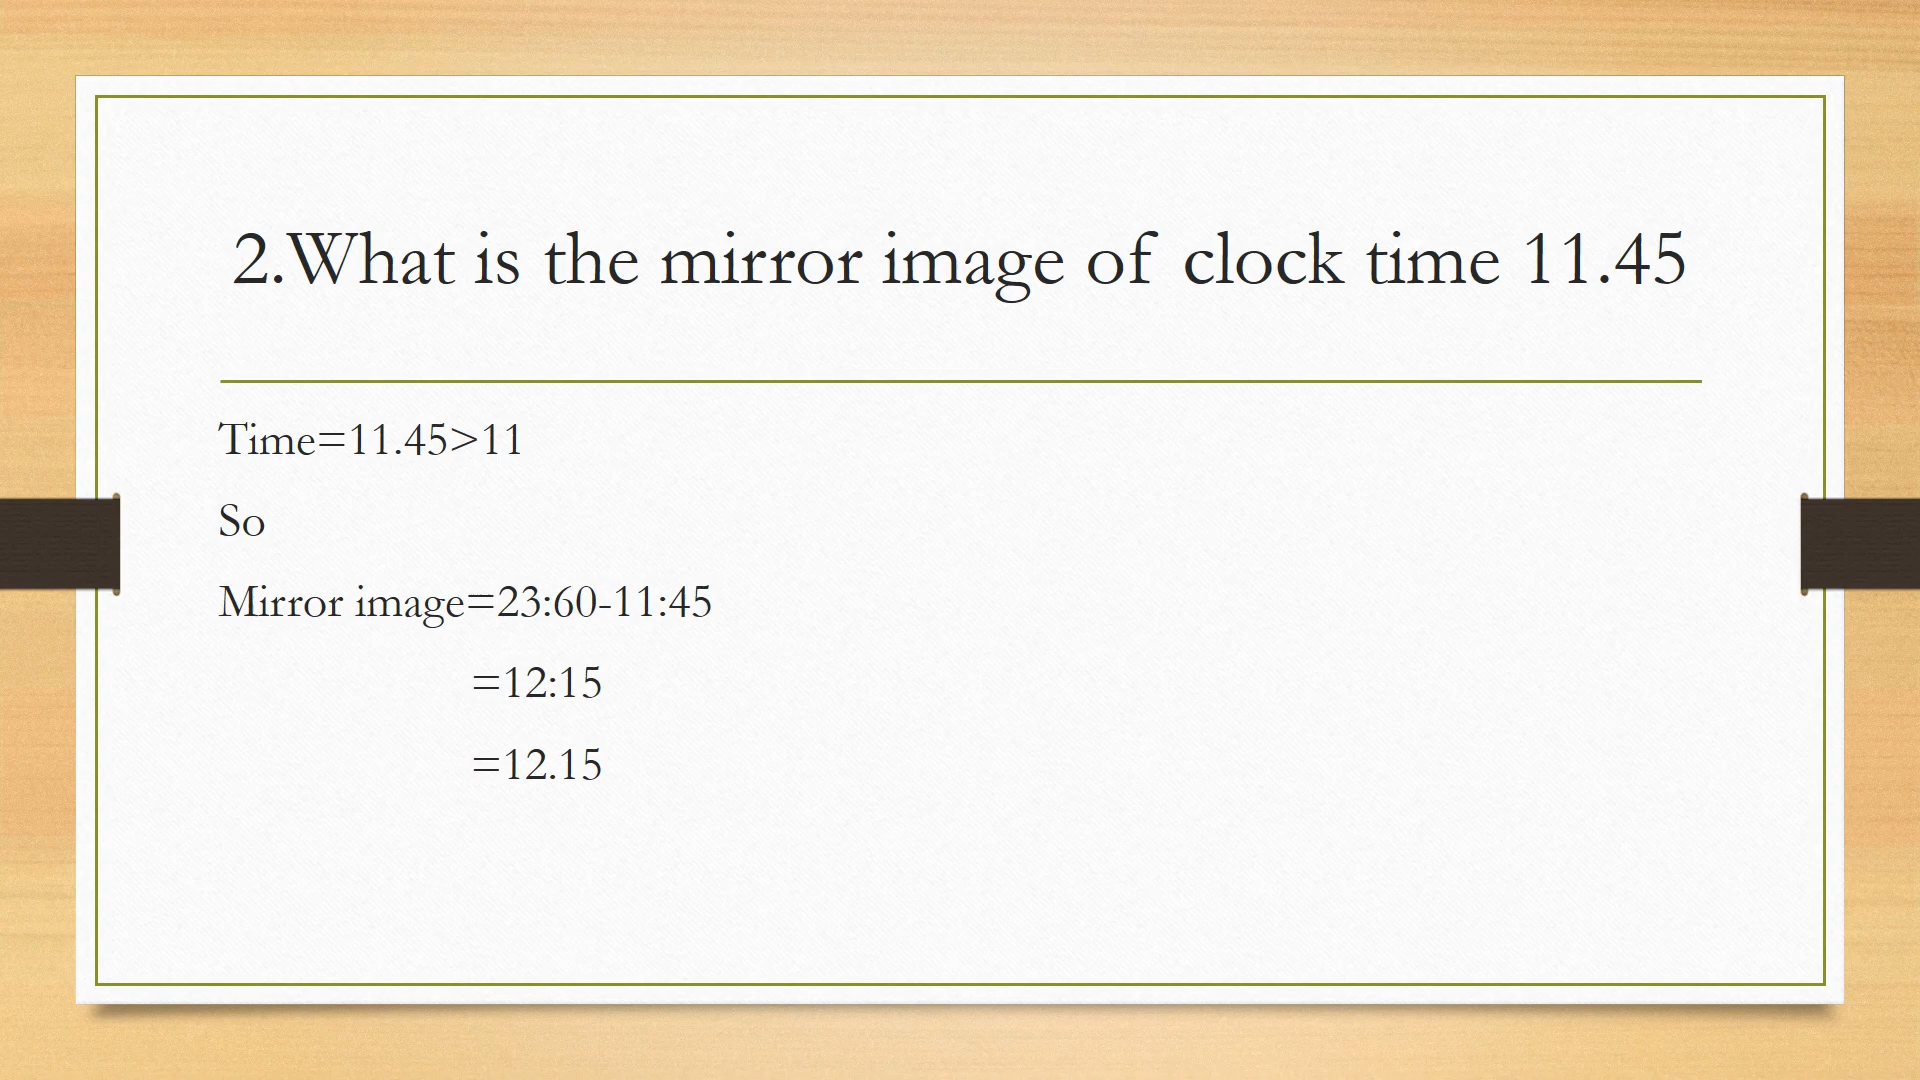 2.What is the mirror image of clock time 11.45
Time=11.45>11
So
Mirror image=23:60-11:45
=12:15
=12.15